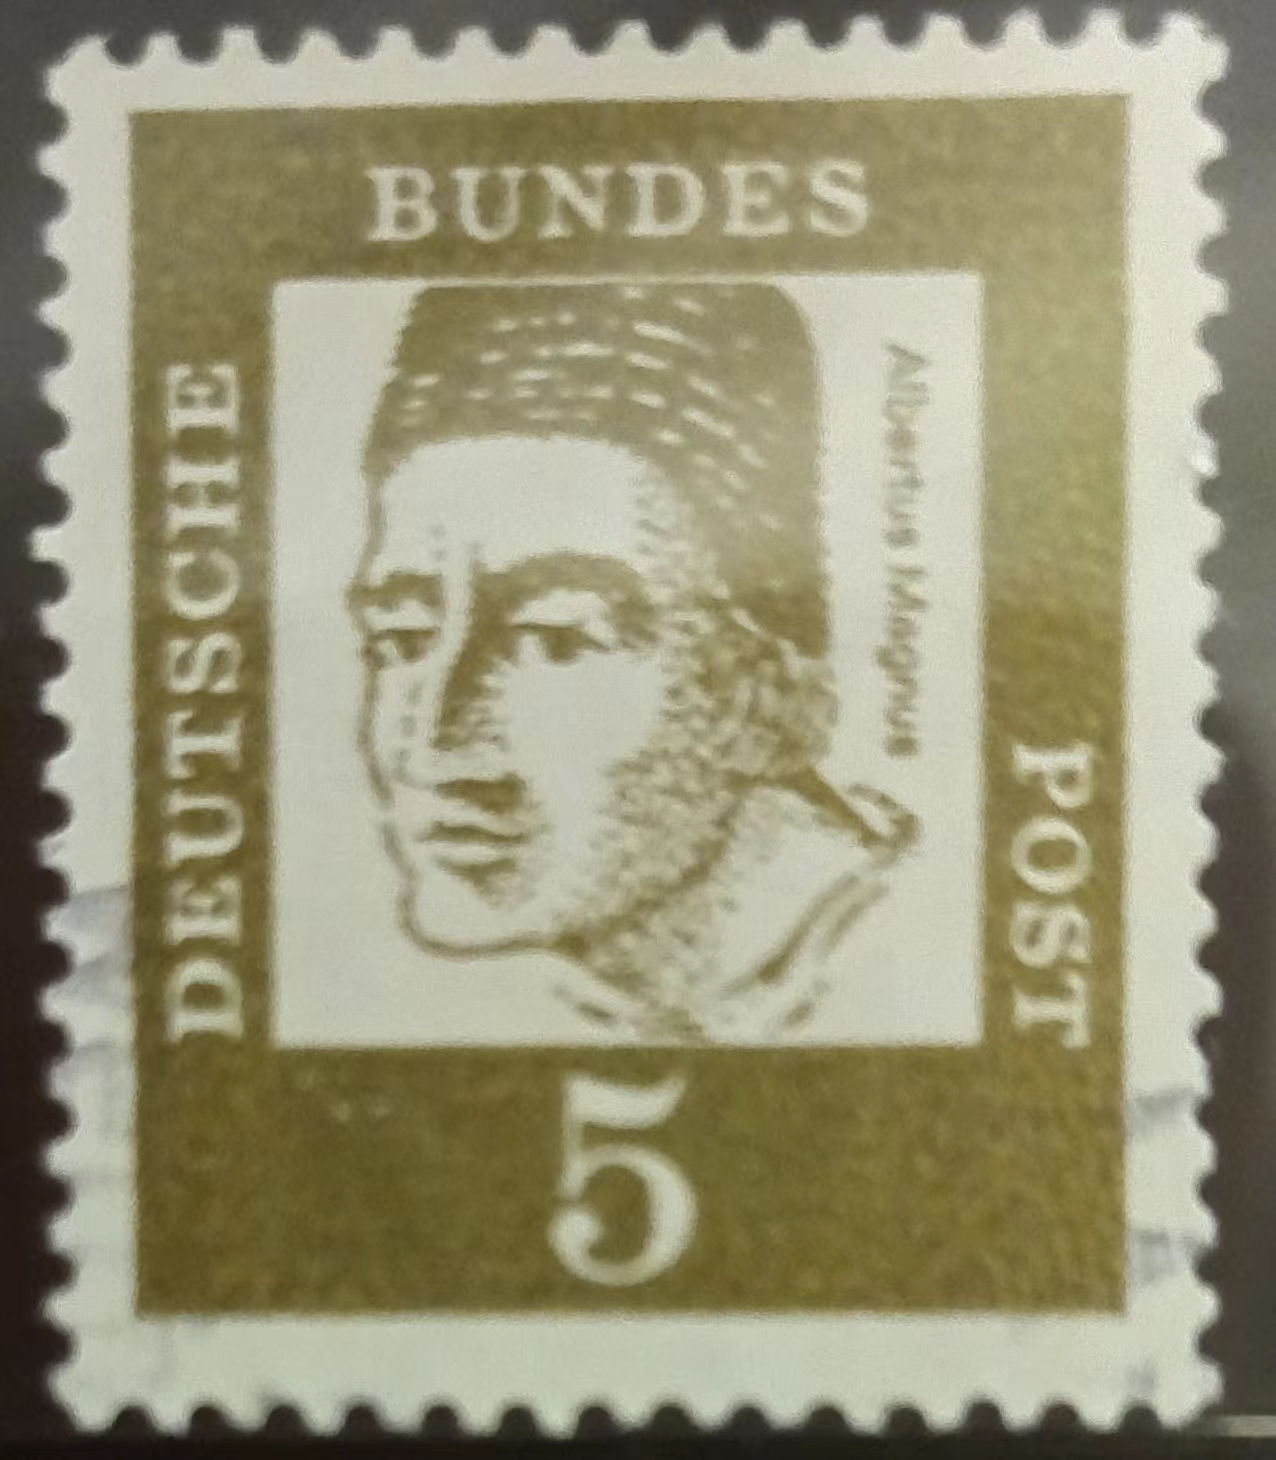 DEUTSCHE
BUNDES
POST
Albertus Magnus
5